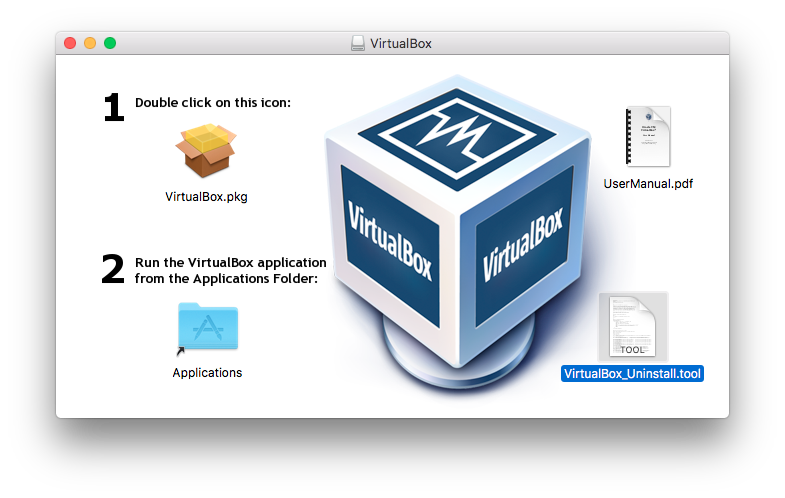 VirtualBox
1 Double click on this icon:
VirtualBox.pkg
UserManual.pdf
VirtualBox
VirtualBox
2 Run the VirtualBox application
from the Applications Folder:
TOOL
Applications
VirtualBox_Uninstall.tool